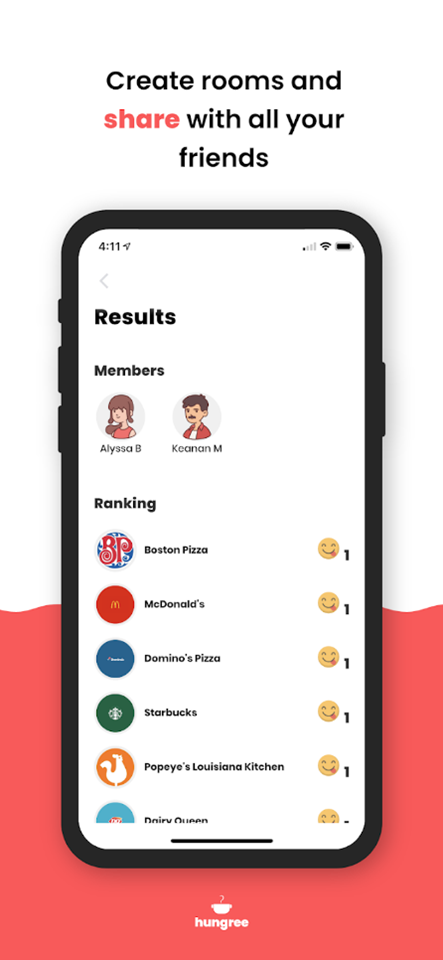 Create rooms and
share with all your
friends
4:11
Results
Members
Alyssa B
Keanan M
Ranking
BP
Boston Pizza
1
McDonald's
1
Domino's Pizza
1
Starbucks
1
Popeye's Louisiana Kitchen
1
Dairy Queen
hungree